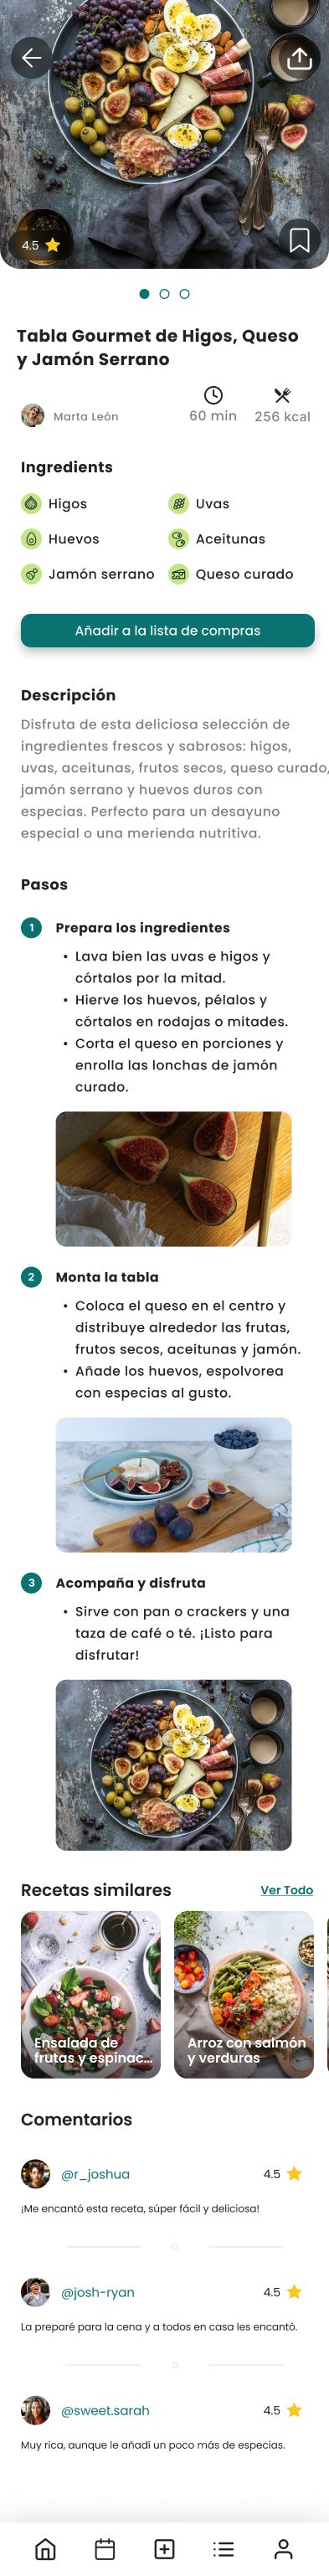 4.5
Tabla Gourmet de Higos, Queso
y Jamón Serrano
Marta León
60 min
256 kcal
Ingredients
Higos
Uvas
Huevos
Aceitunas
Jamón serrano
Queso curado
Añadir a la lista de compras
Descripción
Disfruta de esta deliciosa selección de
ingredientes frescos y sabrosos: higos,
uvas, aceitunas, frutos secos, queso curado,
jamón serrano y huevos duros con
especias. Perfecto para un desayuno
especial o una merienda nutritiva.
Pasos
1 Prepara los ingredientes
• Lava bien las uvas e higos y
córtalos por la mitad.
• Hierve los huevos, pélalos y
córtalos en rodajas o mitades.
• Corta el queso en porciones y
enrolla las lonchas de jamón
curado.
2 Monta la tabla
• Coloca el queso en el centro y
distribuye alrededor las frutas,
frutos secos, aceitunas y jamón.
• Añade los huevos, espolvorea
con especias al gusto.
3 Acompaña y disfruta
• Sirve con pan o crackers y una
taza de café o té. ¡Listo para
disfrutar!
Recetas similares
Ver Todo
Ensalada de
frutas y espinac...
Arroz con salmón
y verduras
Comentarios
@r_joshua
4.5
¡Me encantó esta receta, súper fácil y deliciosa!
@josh-ryan
4.5
La preparé para la cena y a todos en casa les encantó.
@sweet.sarah
4.5
Muy rica, aunque le añadí un poco más de especias.